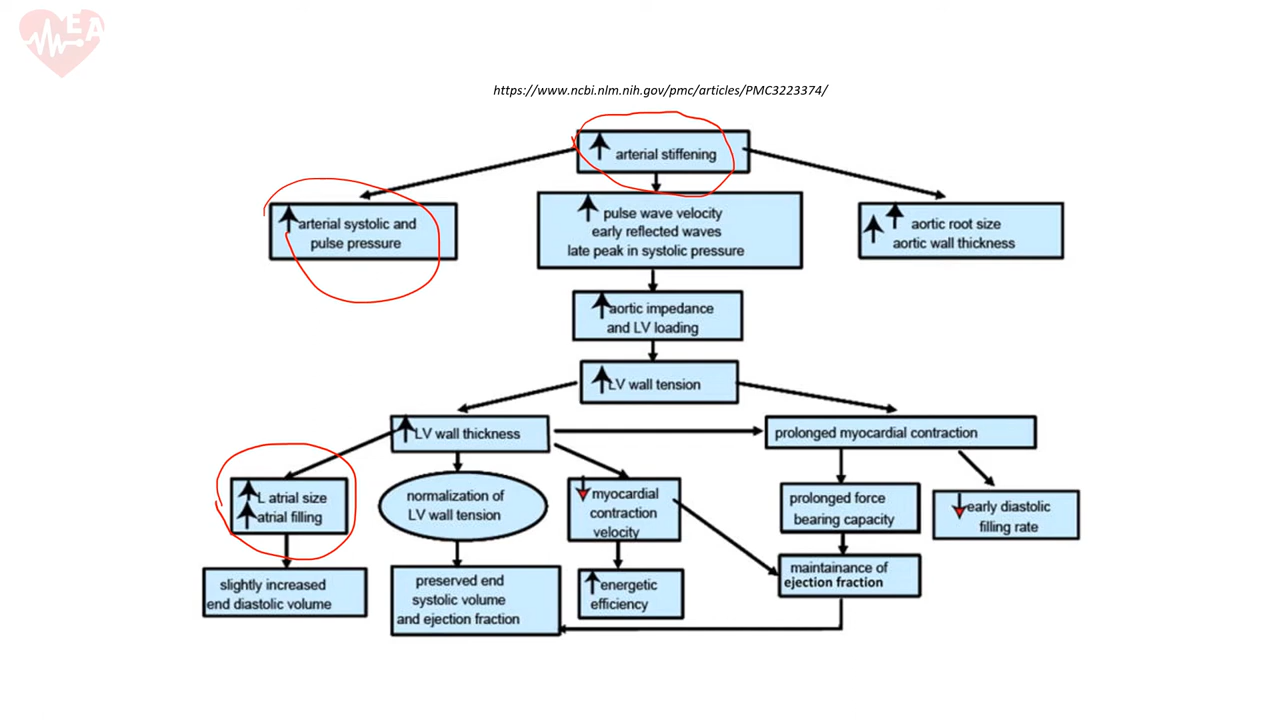 EA
https://www.ncbi.nlm.nih.gov/pmc/articles/PMC3223374/
arterial stiffening
arterial systolic and
pulse pressure
pulse wave velocity
early reflected waves
late peak in systolic pressure
aortic root size
aortic wall thickness
aortic impedance
and LV loading
LV wall tension
LV wall thickness
prolonged myocardial contraction
L atrial size
atrial filling
normalization of
LV wall tension
myocardial
contraction
velocity
prolonged force
bearing capacity
early diastolic
filling rate
slightly increased
end diastolic volume
preserved end
systolic volume
and ejection fraction
energetic
efficiency
maintainance of
ejection fraction